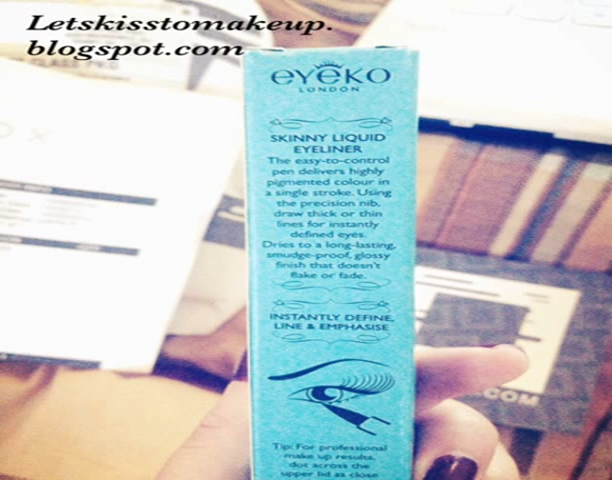 Letskisstomakeup.
blogspot.com
eyeko
LONDON
SKINNY LIQUID
EYELINER
The easy-to-control
pen delivers highly
pigmented colour in
a single stroke. Using
the precision nib,
draw thick or thin
lines for instantly
defined eyes.
Dries to a long-lasting,
smudge-proof, glossy
finish that doesn't
flake or fade.
INSTANTLY DEFINE,
LINE & EMPHASISE
Tip: For professional
make up results,
dot across the
upper lid as close
.COM